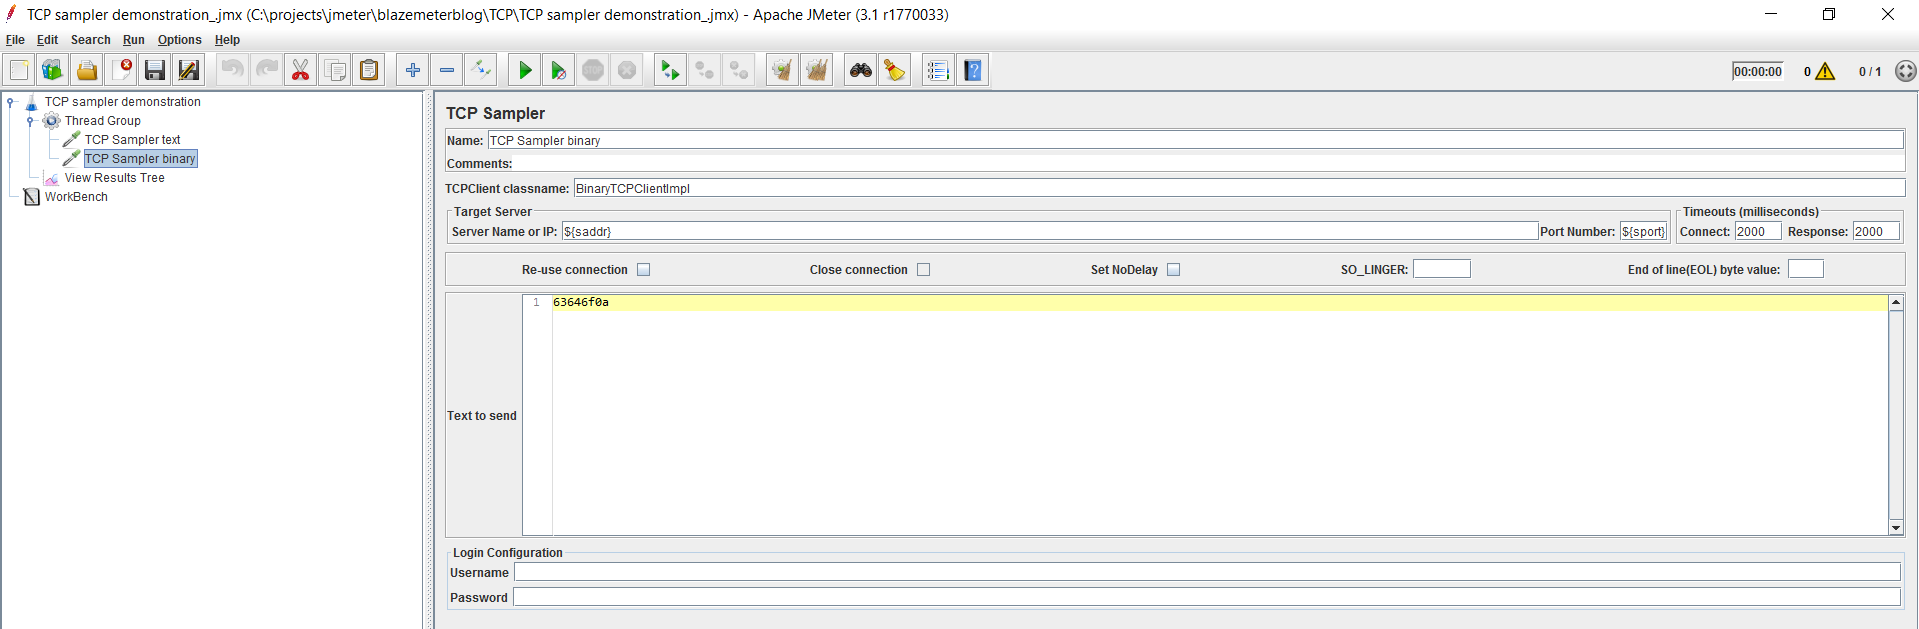 TCP sampler demonstration_.jmx (C:\projects\jmeter\blazemeterblog\TCP\TCP sampler demonstration_.jmx) - Apache JMeter (3.1 r1770033)
File Edit Search Run Options Help
STOP 00:00:00 0 0 / 1
TCP sampler demonstration
Thread Group
TCP Sampler text
TCP Sampler binary
View Results Tree
WorkBench
TCP Sampler
Name: TCP Sampler binary
Comments:
TCPClient classname: BinaryTCPClientImpl
Target Server
Server Name or IP: ${saddr} Port Number: ${sport}
Timeouts (milliseconds)
Connect: 2000 Response: 2000
Re-use connection Close connection Set NoDelay SO_LINGER: End of line(EOL) byte value:
1 63646f0a
Text to send
Login Configuration
Username
Password